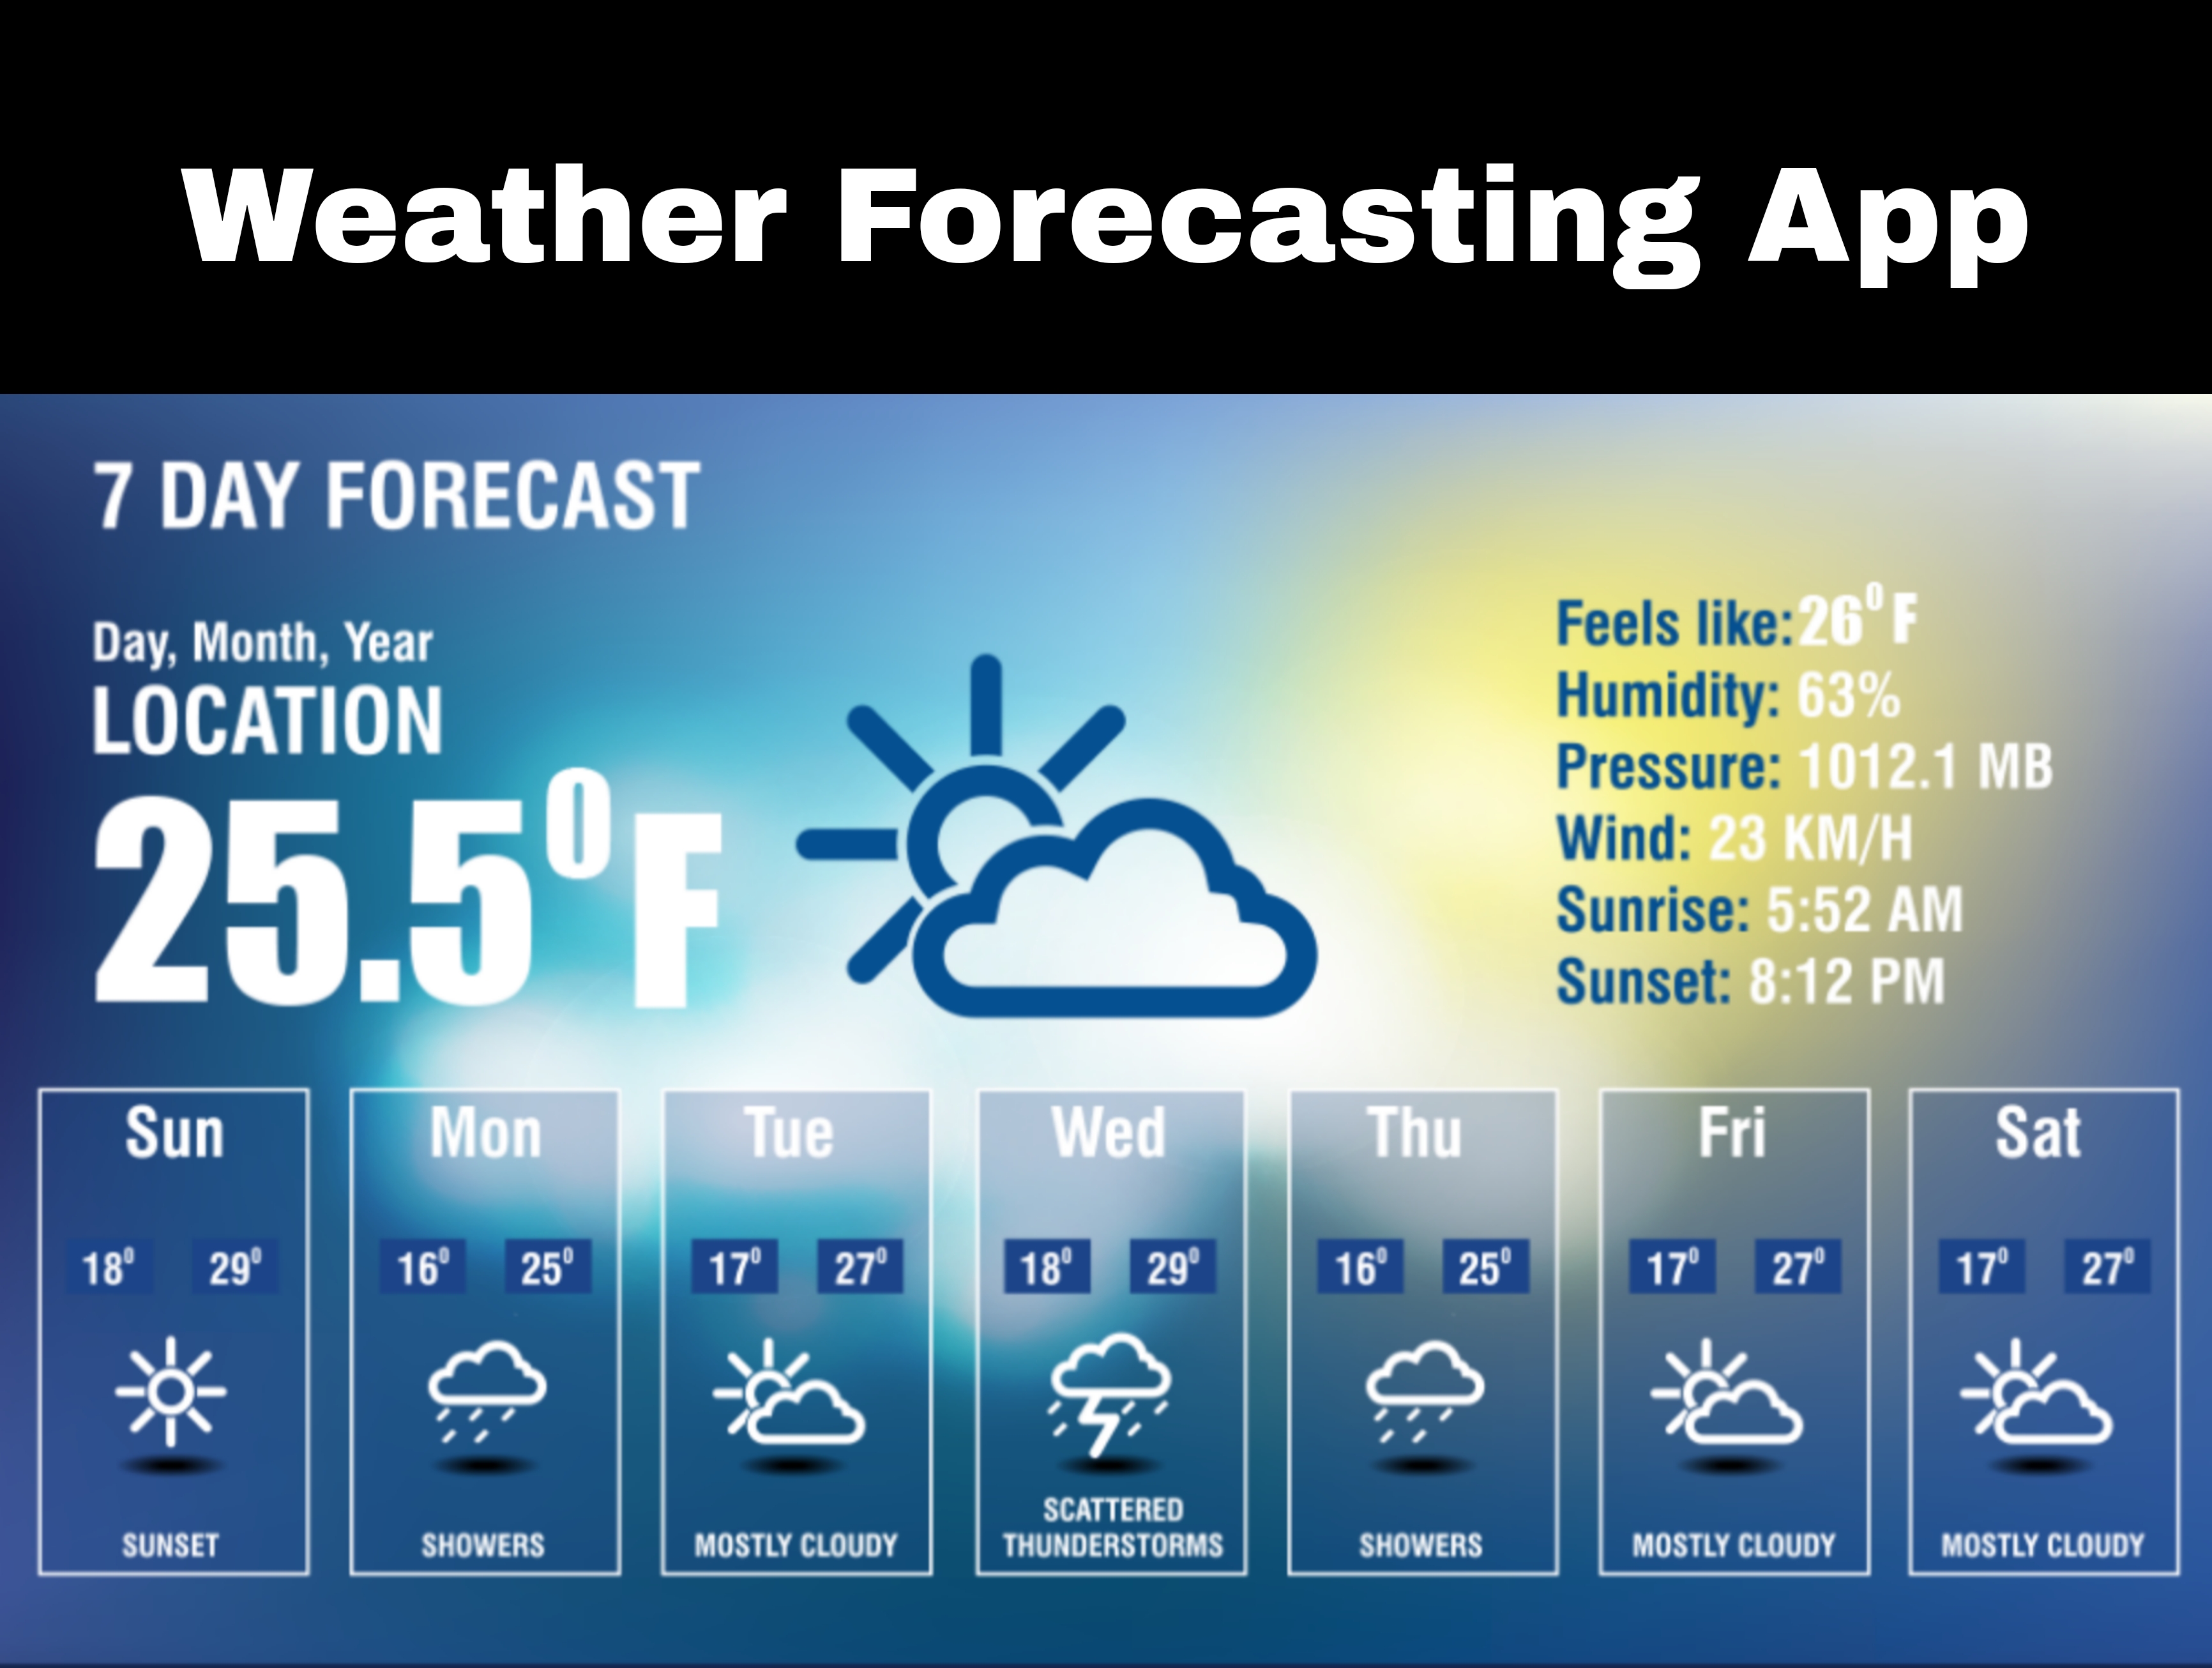 Weather Forecasting App
7 DAY FORECAST
Day, Month, Year
LOCATION
25.5⁰F
Feels like: 26⁰F
Humidity: 63%
Pressure: 1012.1 MB
Wind: 23 KM/H
Sunrise: 5:52 AM
Sunset: 8:12 PM
Sun
18⁰ 29⁰
SUNSET
Mon
16⁰ 25⁰
SHOWERS
Tue
17⁰ 27⁰
MOSTLY CLOUDY
Wed
18⁰ 29⁰
SCATTERED
THUNDERSTORMS
Thu
16⁰ 25⁰
SHOWERS
Fri
17⁰ 27⁰
MOSTLY CLOUDY
Sat
17⁰ 27⁰
MOSTLY CLOUDY